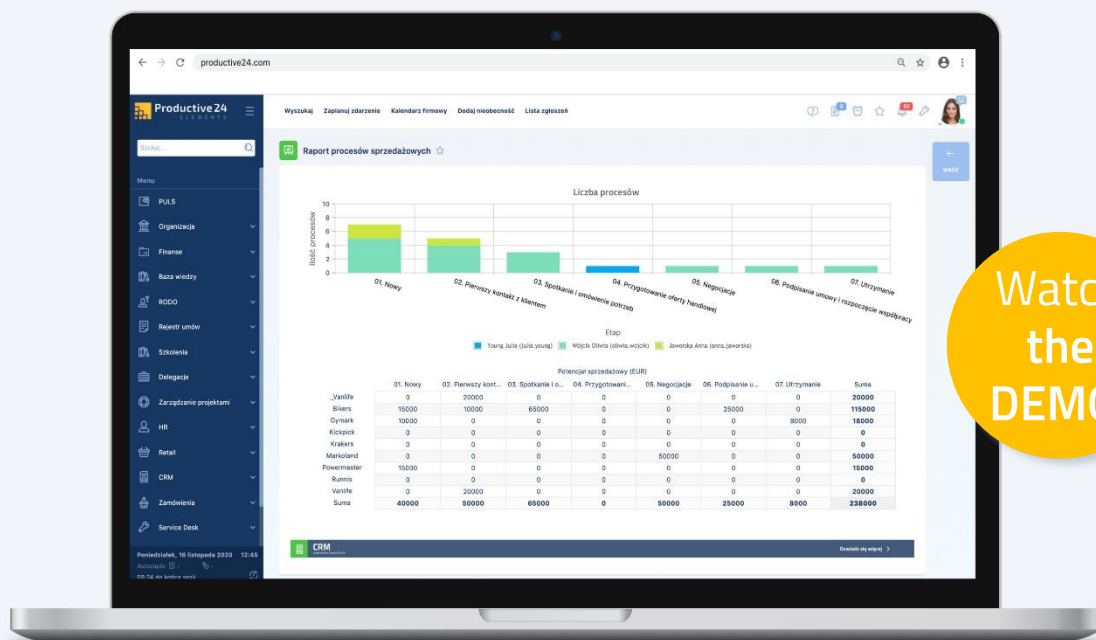 productive24.com
Productive24
ELEMENTS
Wyszukaj Zaplanuj zdarzenie Kalendarz firmowy Dodaj nieobecność Lista zgłoszeń
Szukaj...
Raport procesów sprzedażowych
wróć
Menu
PULS
Organizacja
Finanse
Baza wiedzy
RODO
Rejestr umów
Szkolenia
Delegacje
Zarządzanie projektami
HR
Retail
CRM
Zamówienia
Service Desk
Poniedziałek, 16 listopada 2020 12:45
Liczba procesów
Ilość procesów
10
8
6
4
2
0
01. Nowy
02. Pierwszy kontakt z klientem
03. Spotkanie i omówienie potrzeb
04. Przygotowanie oferty handlowej
05. Negocjacje
06. Podpisanie umowy i rozpoczęcie współpracy
07. Utrzymanie
Etap
Young Julia (julia.young) Wójcik Oliwia (oliwia.wojcik) Jaworska Anna (anna.jaworska)
Potencjał sprzedażowy (EUR)
01. Nowy 02. Pierwszy kont... 03. Spotkanie i o... 04. Przygotowani... 05. Negocjacje 06. Podpisanie u... 07. Utrzymanie Suma
_Vanlife 0 20000 0 0 0 0 0 20000
Bikers 15000 10000 65000 0 0 25000 0 115000
Gymark 10000 0 0 0 0 0 8000 18000
Kickpick 0 0 0 0 0 0 0 0
Krakers 0 0 0 0 0 0 0 0
Markoland 0 0 0 0 50000 0 0 50000
Powermaster 15000 0 0 0 0 0 0 15000
Runnis 0 0 0 0 0 0 0 0
Vanlife 0 20000 0 0 0 0 0 20000
Suma 40000 50000 65000 0 50000 25000 8000 238000
CRM
Dowiedz się więcej
Watc
the
DEMO